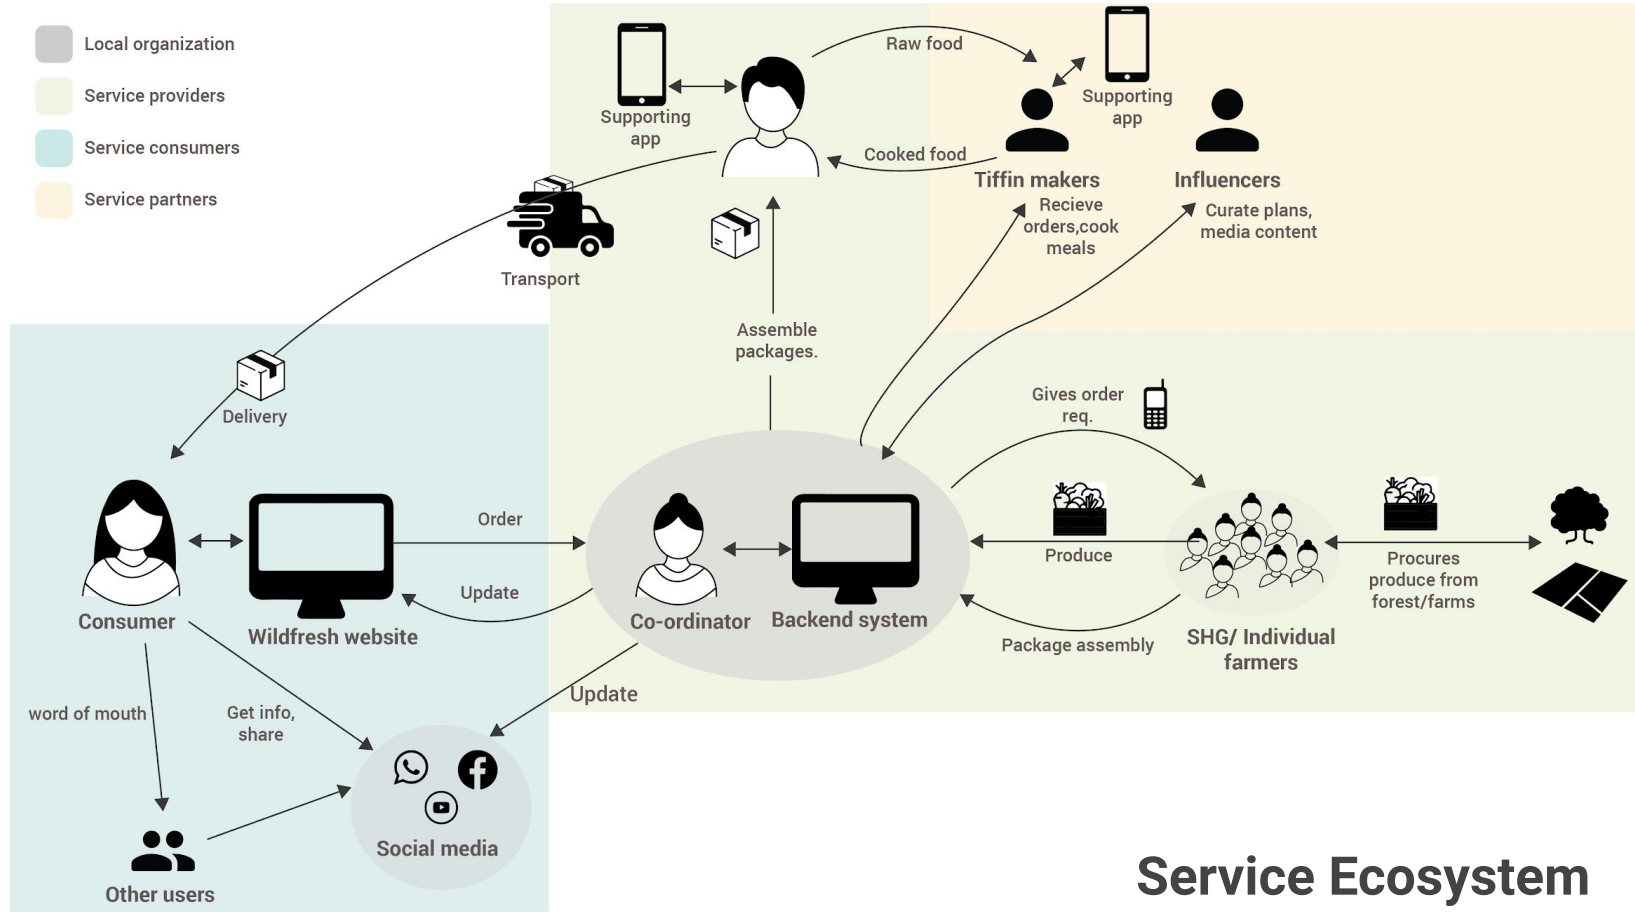 Local organization
Service providers
Service consumers
Service partners
Supporting
app
Raw food
Supporting
app
Cooked food
Tiffin makers
Recieve
orders,cook
meals
Influencers
Curate plans,
media content
Transport
Assemble
packages.
Delivery
Gives order
req.
Consumer
Wildfresh website
Order
Update
Co-ordinator
Backend system
Produce
Package assembly
SHG/ Individual
farmers
Procures
produce from
forest/farms
word of mouth
Get info,
share
Update
Social media
Other users
Service Ecosystem